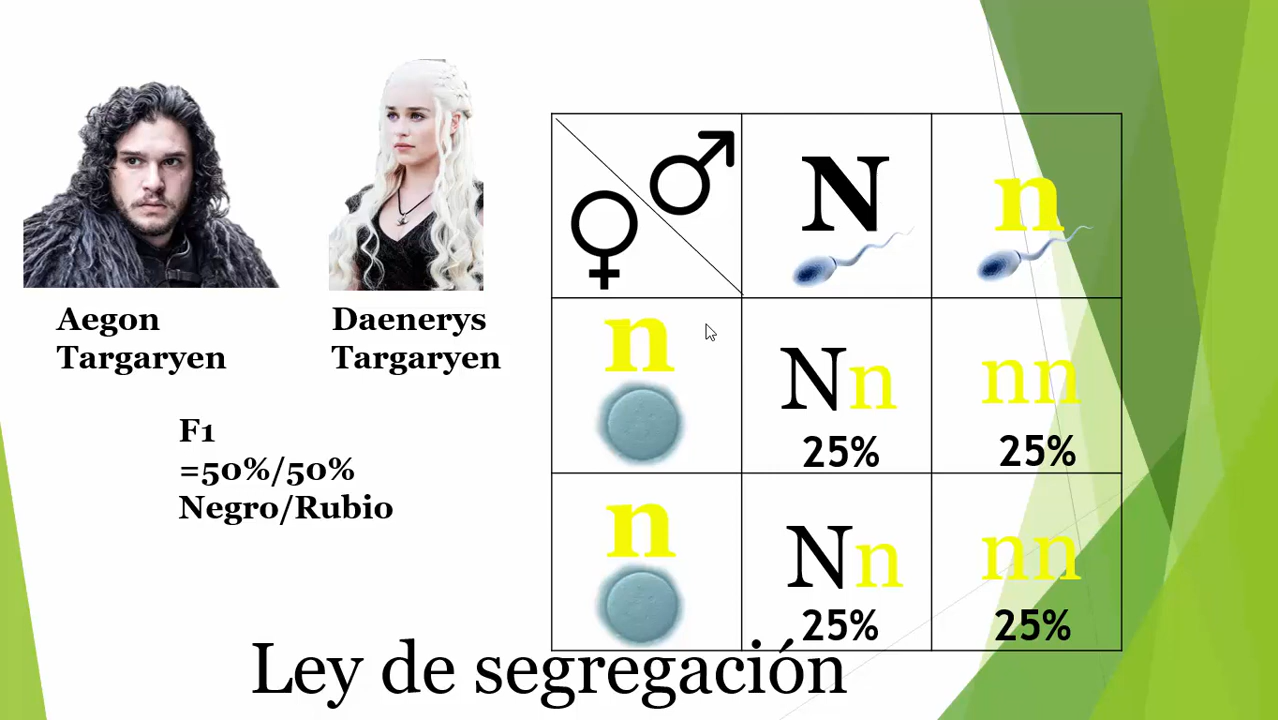 Aegon
Targaryen
Daenerys
Targaryen
F1
=50%/50%
Negro/Rubio
N
n
n
Nn
nn
25%
25%
n
Nn
nn
25%
25%
Ley de segregación